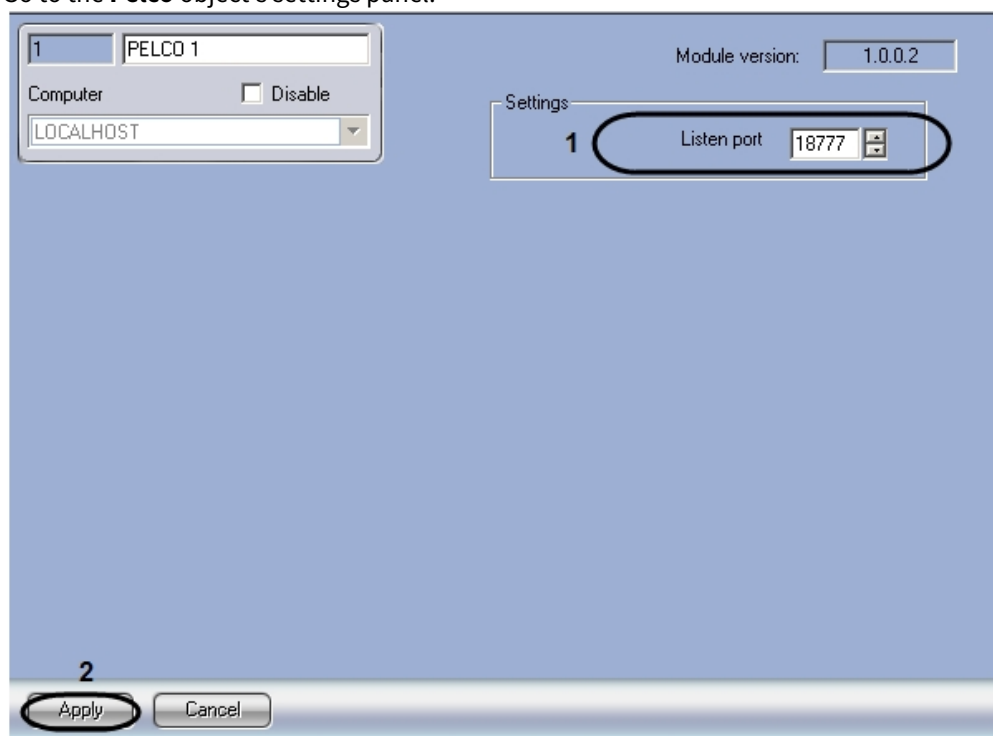 Go to the Pelco object's settings panel.
1 PELCO 1
Module version: 1.0.0.2
Computer Disable
Settings
LOCALHOST
1 Listen port 18777
2
Apply Cancel